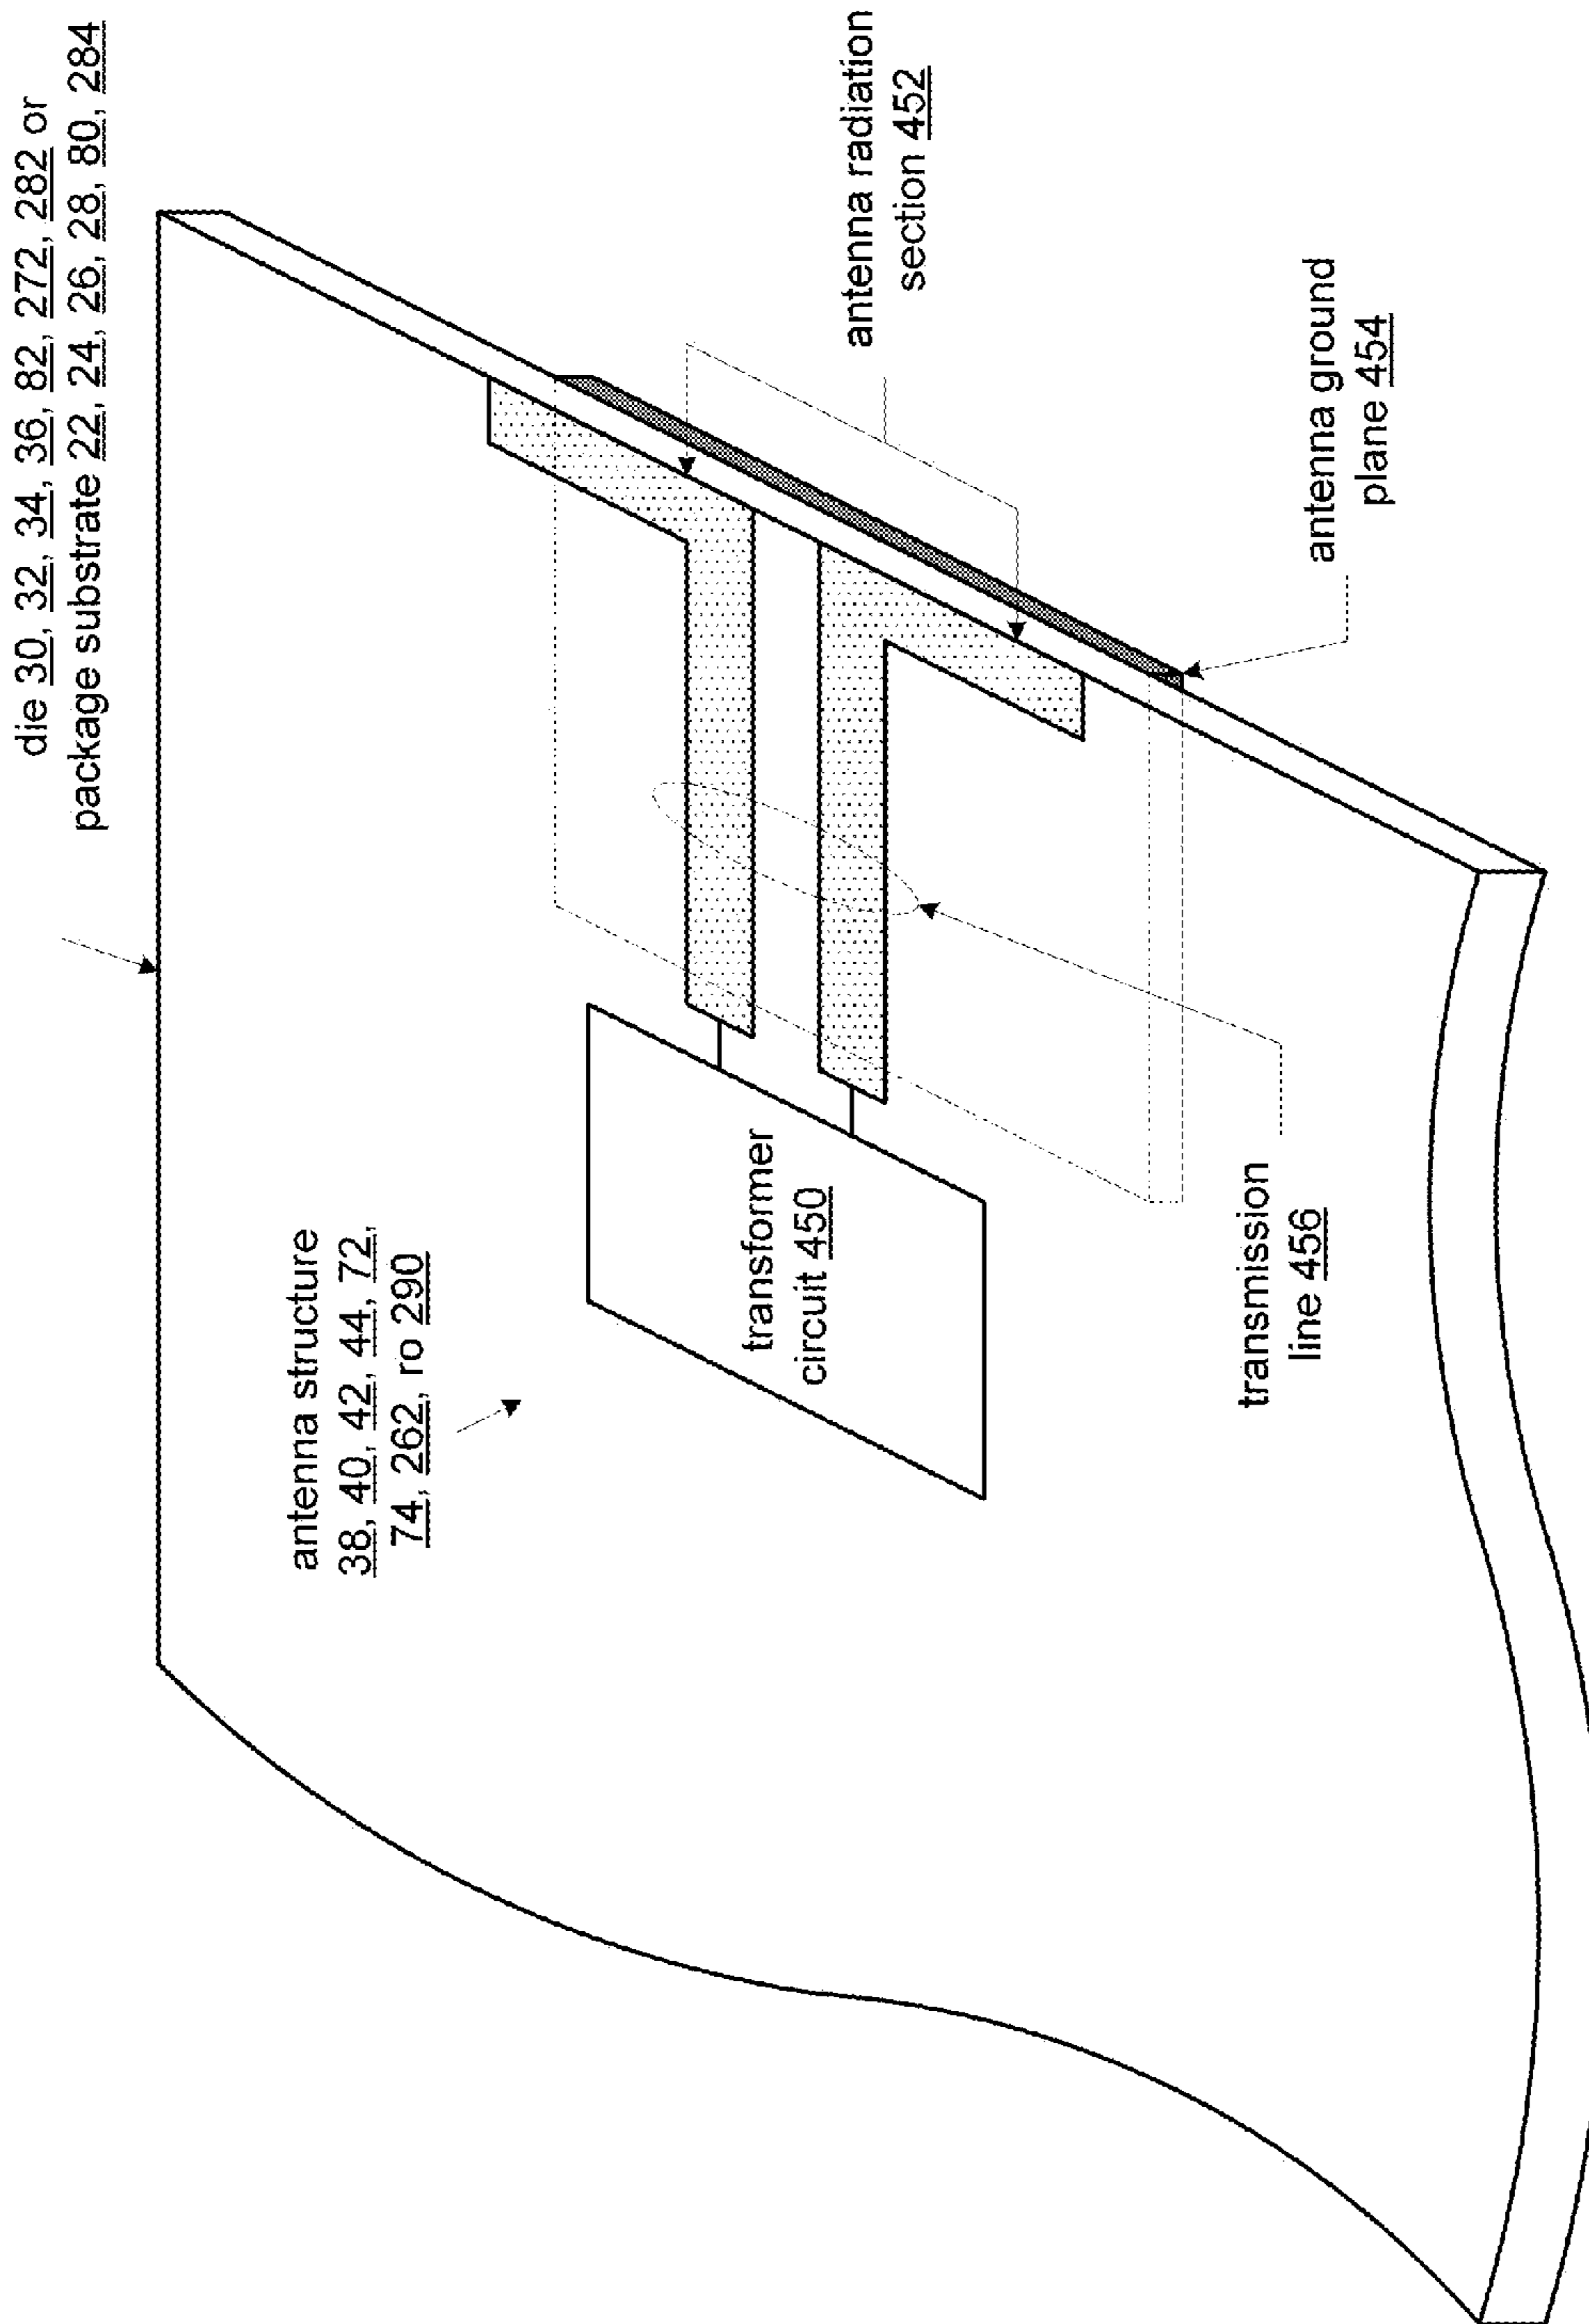 die 30, 32, 34, 36, 82, 272, 282 or
package substrate 22, 24, 26, 28, 80, 284
antenna structure
38, 40, 42, 44, 72,
74, 262, ro 290
transformer
circuit 450
antenna radiation
section 452
transmission
line 456
antenna ground
plane 454